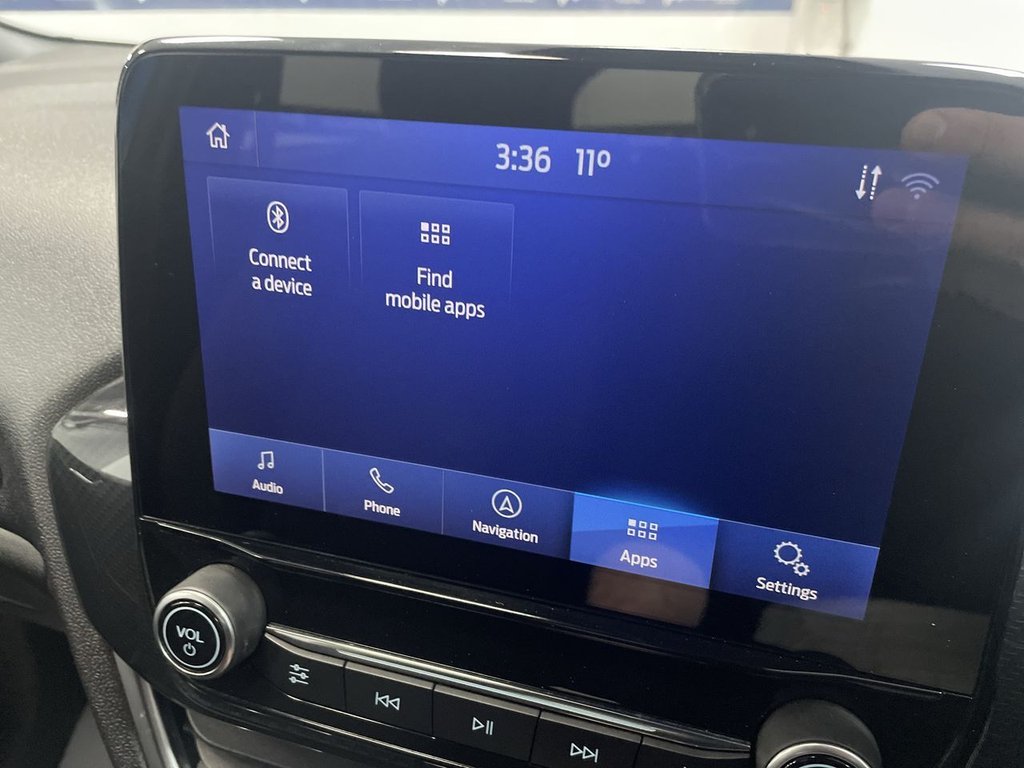 3:36 11º
Connect
a device
Find
mobile apps
Audio
Phone
Navigation
Apps
Settings
VOL